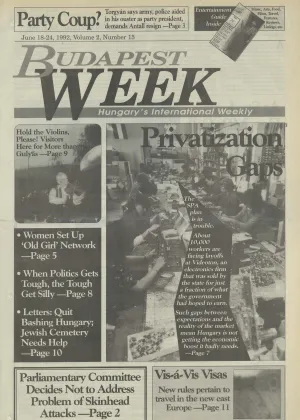 Party Coup?
Torgyán says army, police aided
in his ouster as party president,
demands Antall resign —Page 3
Entertainment
Guide
Inside
June 18-24, 1992, Volume 2, Number 15
BUDAPEST
WEEK
Hungary's International Weekly
Hold the Violins,
Please! Visitors
Here for More than
Gulyás —Page 9
Privatization
Gaps
• Women Set Up
'Old Girl' Network
—Page 5
• When Politics Gets
Tough, the Tough
Get Silly —Page 8
• Letters: Quit
Bashing Hungary;
Jewish Cemetery
Needs Help
—Page 10
The
SPA
plan
is in
trouble.
About
10,000
workers are
facing layoffs
at Videoton, an
electronics firm
that was sold by
the state for just
a fraction of what
the government
had hoped to earn.
Such gaps between
expectations and the
reality of the market
mean Hungary is not
getting the economic
boost it badly needs.
—Page 7
Parliamentary Committee
Decides Not to Address
Problem of Skinhead
Attacks —Page 2
Vis-á-Vis Visas
New rules pertain to
travel in the new east
Europe —Page 11